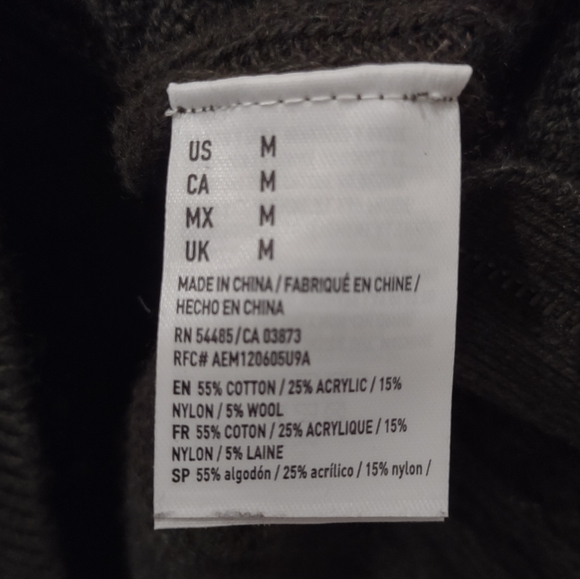 US M
CA M
MX M
UK M
MADE IN CHINA / FABRIQUÉ EN CHINE /
HECHO EN CHINA
RN 54485/CA 03873
RFC# AEM120605U9A
EN 55% COTTON / 25% ACRYLIC / 15%
NYLON / 5% WOOL
FR 55% COTON / 25% ACRYLIQUE / 15%
NYLON / 5% LAINE
SP 55% algodón / 25% acrílico / 15% nylon /